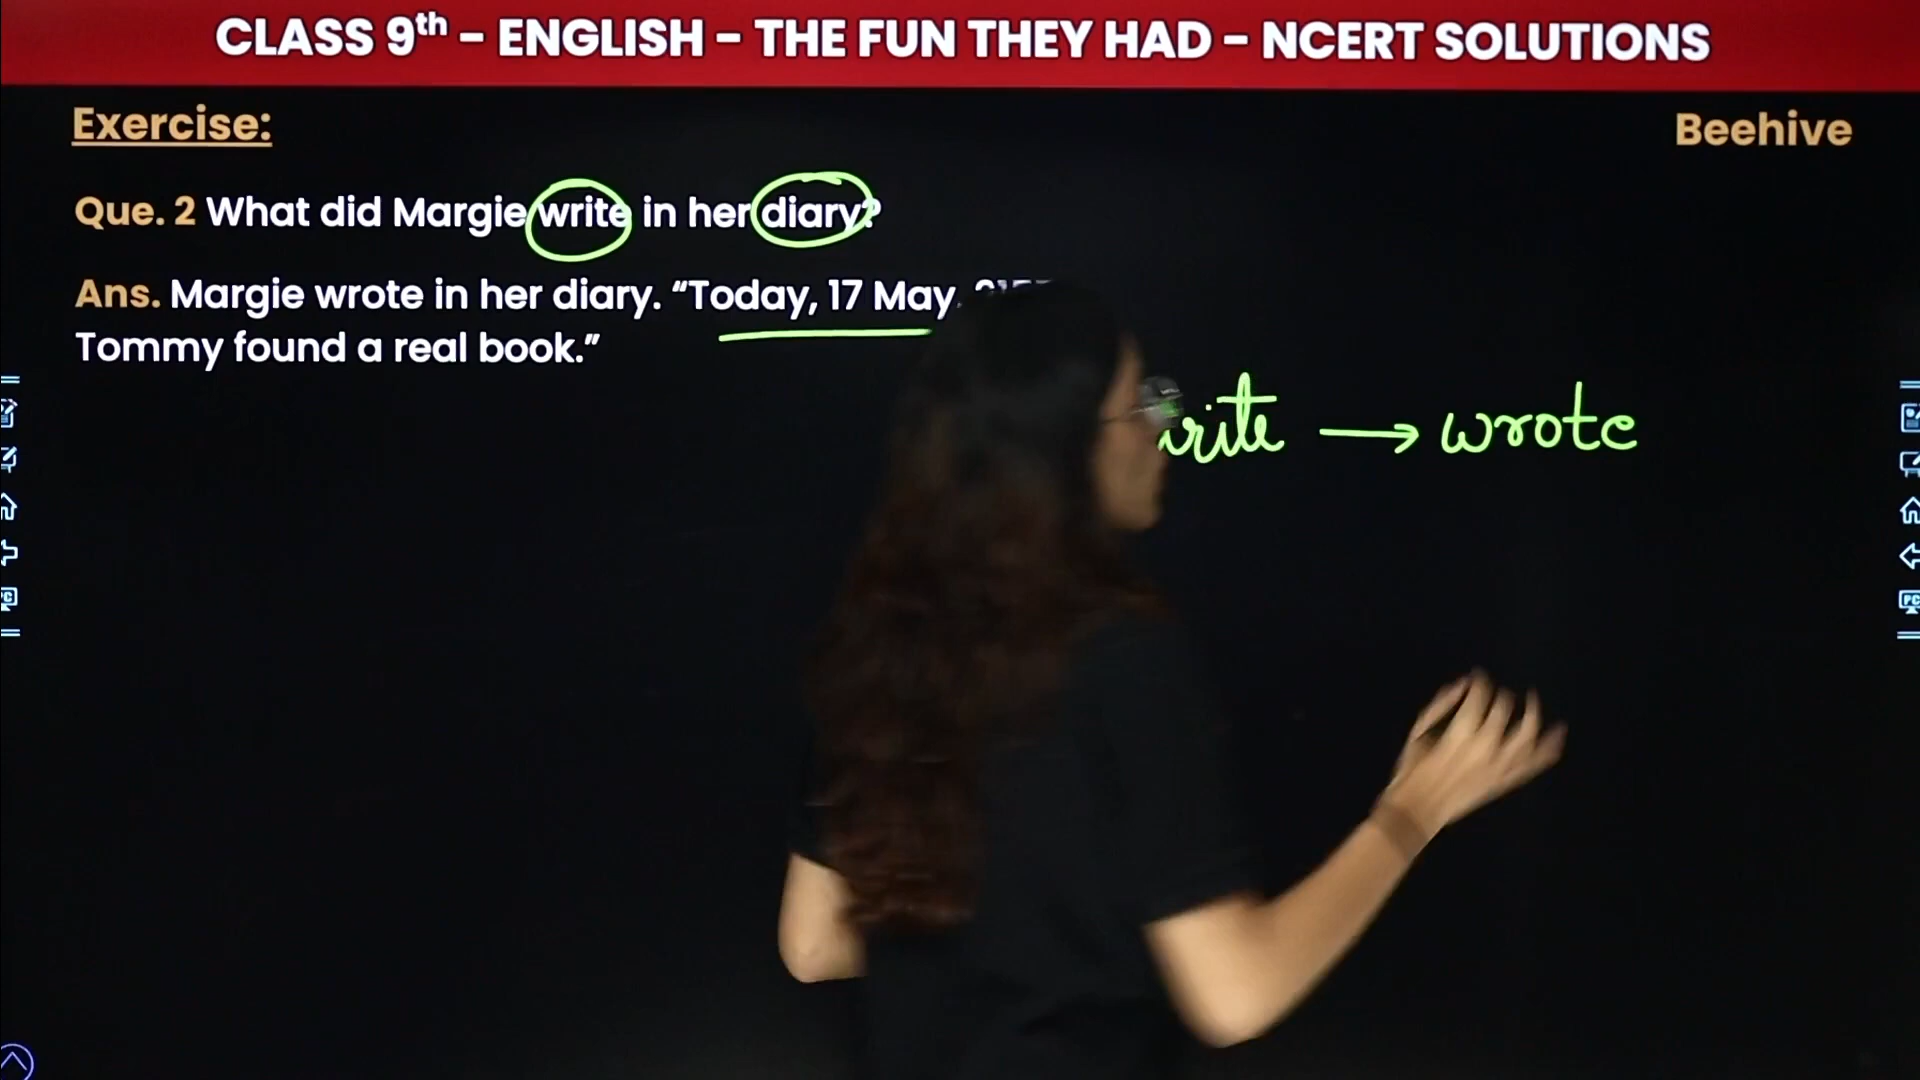 CLASS 9th – ENGLISH – THE FUN THEY HAD – NCERT SOLUTIONS
Exercise:
Beehive
Que. 2 What did Margie write in her diary?
Ans. Margie wrote in her diary. “Today, 17 May,
Tommy found a real book.”
write → wrote